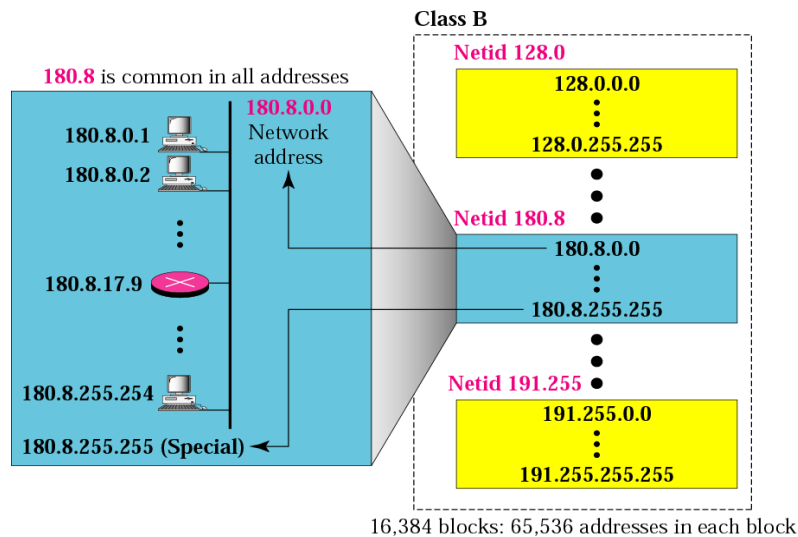 Class B
180.8 is common in all addresses
180.8.0.0
Network
address
180.8.0.1
180.8.0.2
180.8.17.9
180.8.255.254
180.8.255.255 (Special)
Netid 128.0
128.0.0.0
128.0.255.255
Netid 180.8
180.8.0.0
180.8.255.255
Netid 191.255
191.255.0.0
191.255.255.255
16,384 blocks: 65,536 addresses in each block